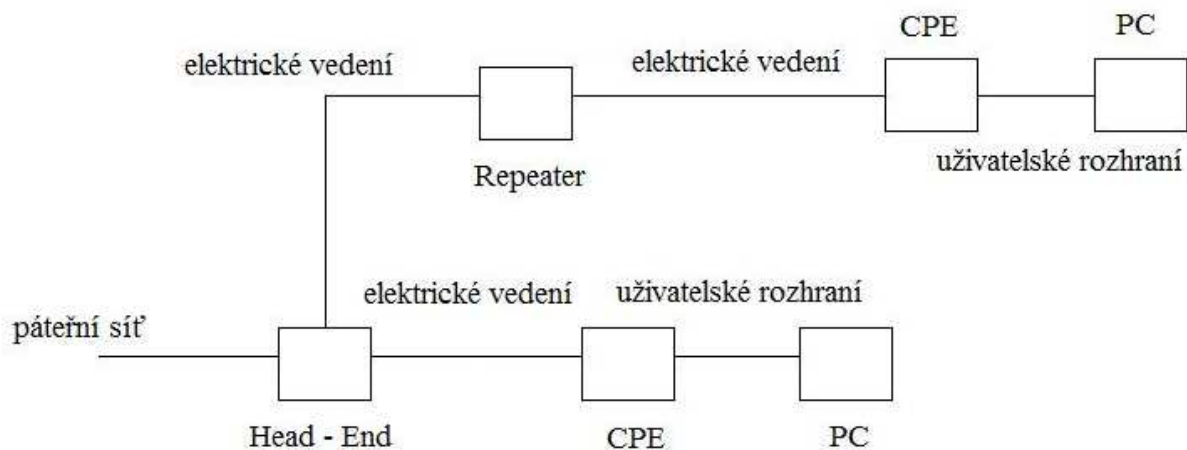 CPE
PC
elektrické vedení
elektrické vedení
uživatelské rozhraní
Repeater
elektrické vedení
uživatelské rozhraní
páteřní síť
Head - End
CPE
PC